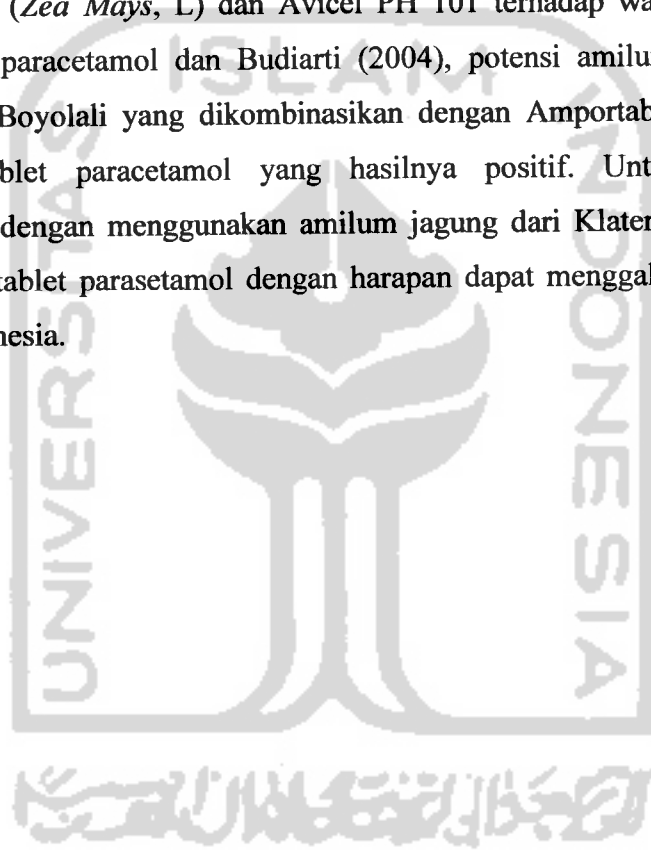 (Zea Mays, L) dan Avicel PH 101 terhadap wa
paracetamol dan Budiarti (2004), potensi amilu
Boyolali yang dikombinasikan dengan Amportab
blet paracetamol yang hasilnya positif. Unt
dengan menggunakan amilum jagung dari Klaten
tablet parasetamol dengan harapan dapat menggal
nesia.
ISLAM
UNIVERSITAS
INDONESIA